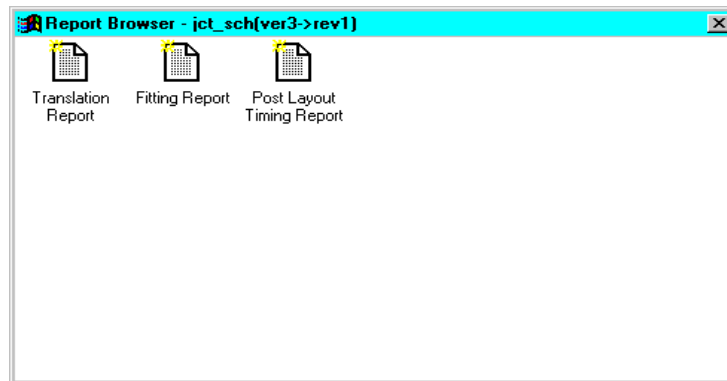 Report Browser - jct_sch(ver3->rev1)
Translation Report
Fitting Report
Post Layout Timing Report